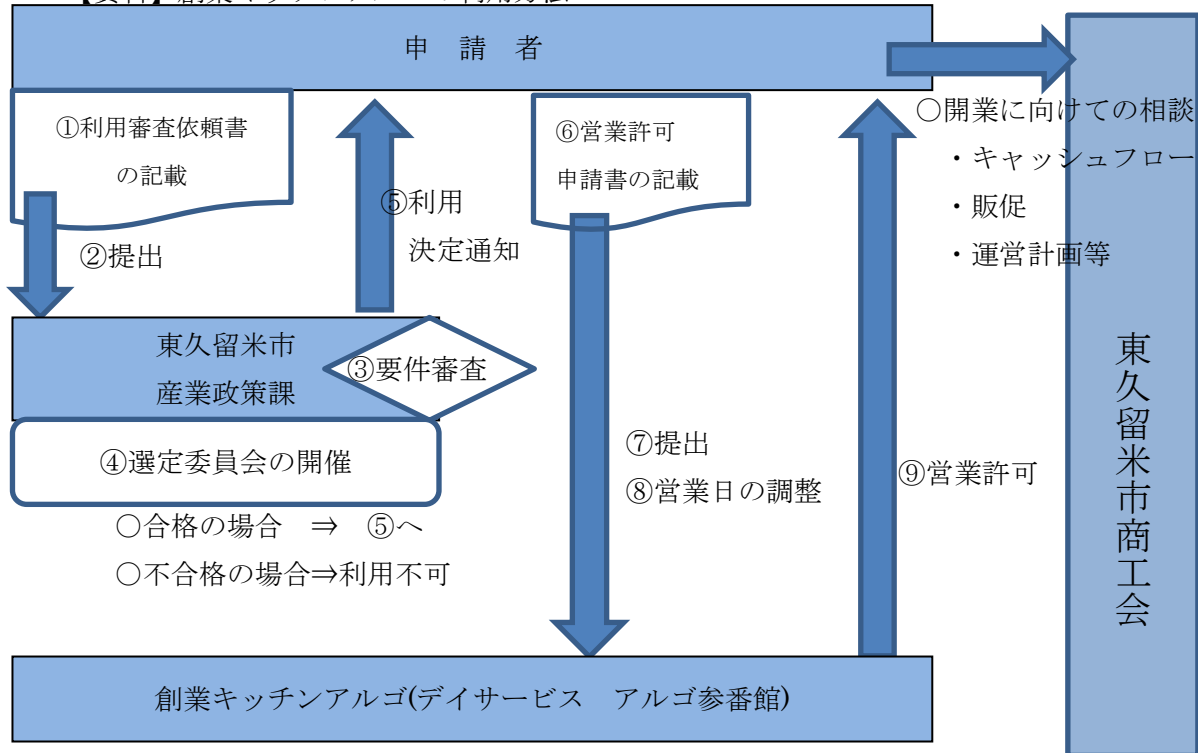 申 請 者
①利用審査依頼書
の記載
②提出
⑤利用
決定通知
⑥営業許可
申請書の記載
○開業に向けての相談
・キャッシュフロー
・販促
・運営計画等
東久留米市
産業政策課
③要件審査
④選定委員会の開催
○合格の場合 ⇒ ⑤へ
○不合格の場合⇒利用不可
⑦提出
⑧営業日の調整
⑨営業許可
東久留米市商工会
創業キッチンアルゴ(デイサービス アルゴ参番館)